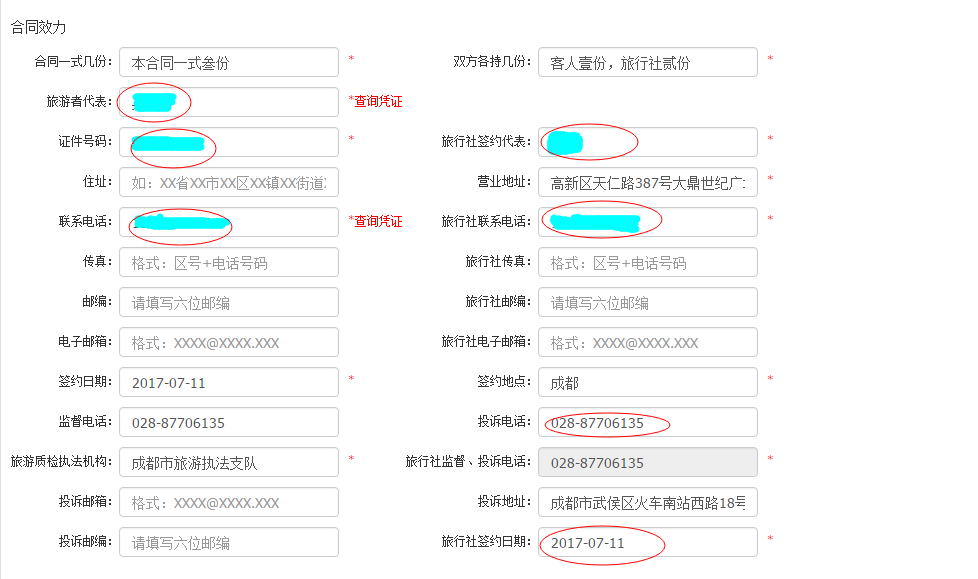 合同效力
合同一式几份: 本合同一式叁份 * 双方各持几份: 客人壹份，旅行社贰份 *
旅游者代表: *查询凭证
证件号码: * 旅行社签约代表: *
住址: 如：XX省XX市XX区XX镇XX街道X 营业地址: 高新区天仁路387号大鼎世纪广 *
联系电话: *查询凭证 旅行社联系电话: *
传真: 格式：区号+电话号码 旅行社传真: 格式：区号+电话号码
邮编: 请填写六位邮编 旅行社邮编: 请填写六位邮编
电子邮箱: 格式：XXXX@XXXX.XXX 旅行社电子邮箱: 格式：XXXX@XXXX.XXX
签约日期: 2017-07-11 * 签约地点: 成都 *
监督电话: 028-87706135 投诉电话: 028-87706135 *
旅游质检执法机构: 成都市旅游执法支队 * 旅行社监督、投诉电话: 028-87706135 *
投诉邮箱: 格式：XXXX@XXXX.XXX 投诉地址: 成都市武侯区火车南站西路18号 *
投诉邮编: 请填写六位邮编 旅行社签约日期: 2017-07-11 *